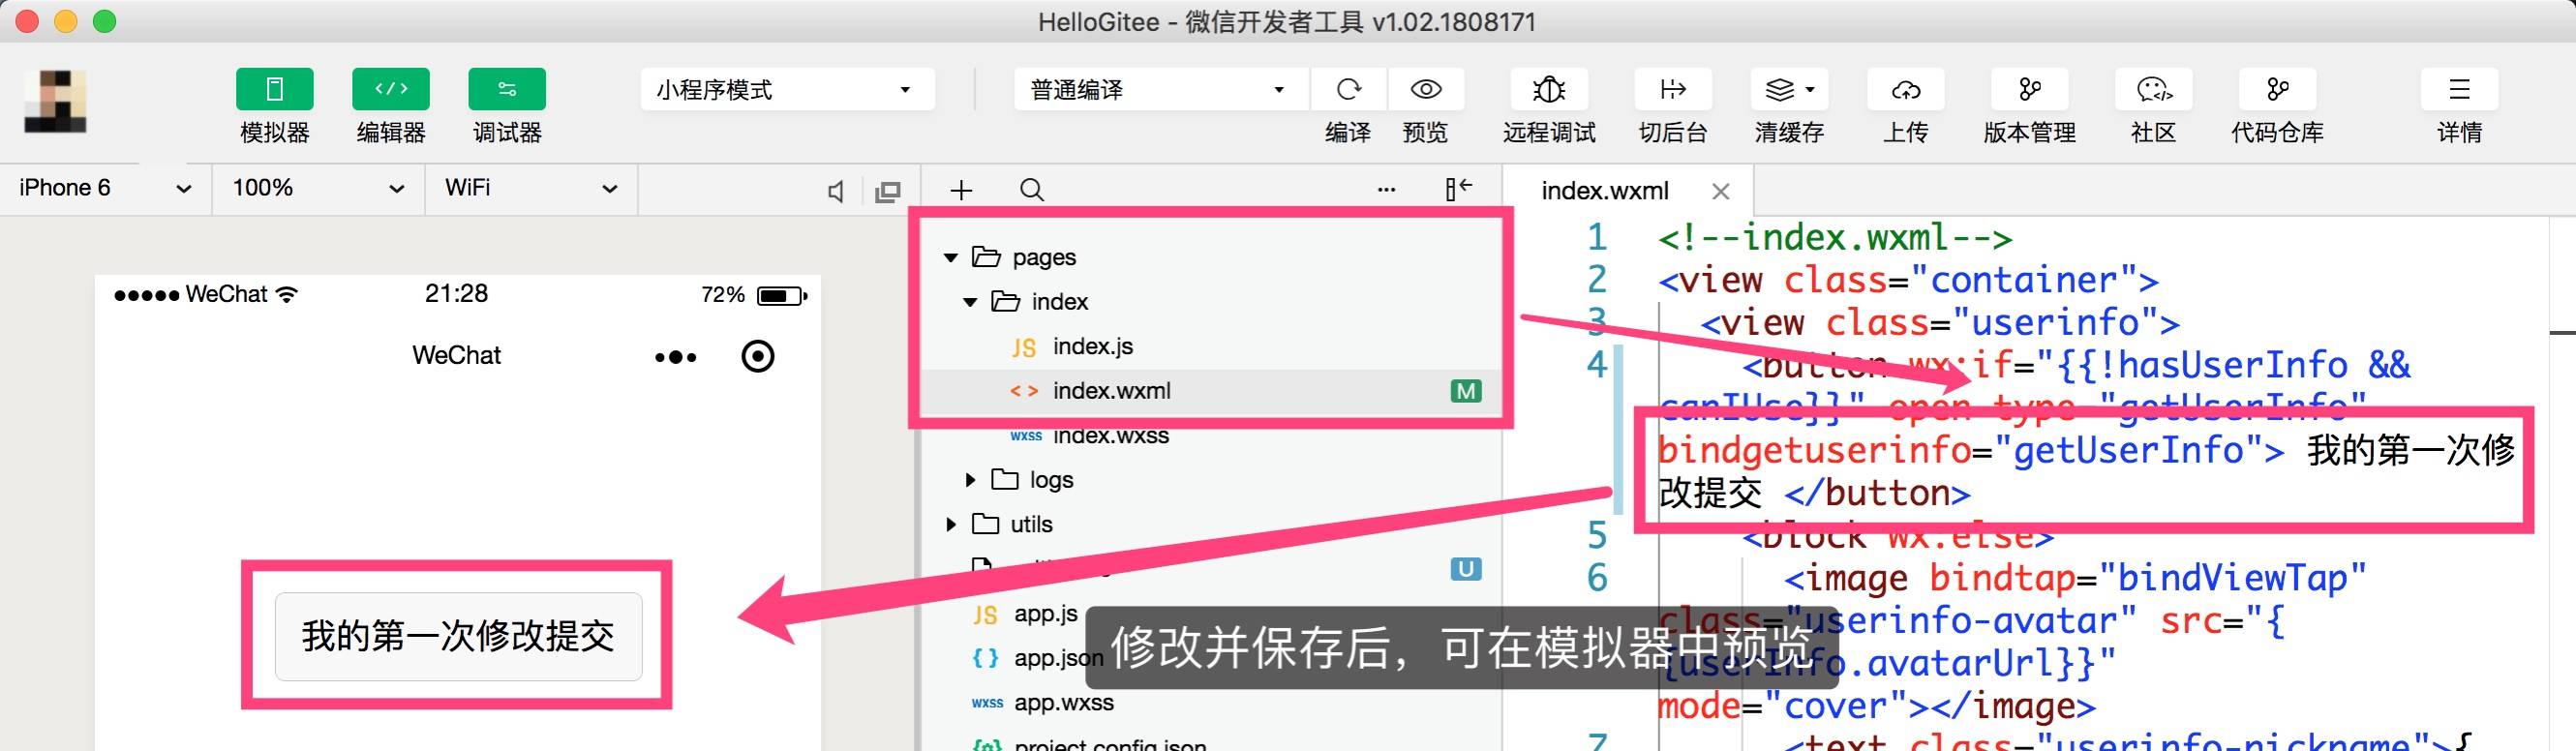 HelloGitee - 微信开发者工具 v1.02.1808171
模拟器 编辑器 调试器
小程序模式
普通编译
编译 预览 远程调试 切后台 清缓存 上传 版本管理 社区 代码仓库 详情
iPhone 6 100% WiFi
WeChat 21:28 72%
WeChat
我的第一次修改提交
pages
index
JS index.js
< > index.wxml M
wxss index.wxss
logs
utils
U
JS app.js
{ } app.json
wxss app.wxss
project.config.json
修改并保存后，可在模拟器中预览
index.wxml
1 <!--index.wxml-->
2 <view class="container">
3 <view class="userinfo">
4 <button wx:if="{{!hasUserInfo &&
canIUse}}" open-type="getUserInfo"
bindgetuserinfo="getUserInfo"> 我的第一次修
改提交 </button>
5 <block wx:else>
6 <image bindtap="bindViewTap"
class="userinfo-avatar" src="{
{userInfo.avatarUrl}}"
mode="cover"></image>
7 <text class="userinfo-nickname">{